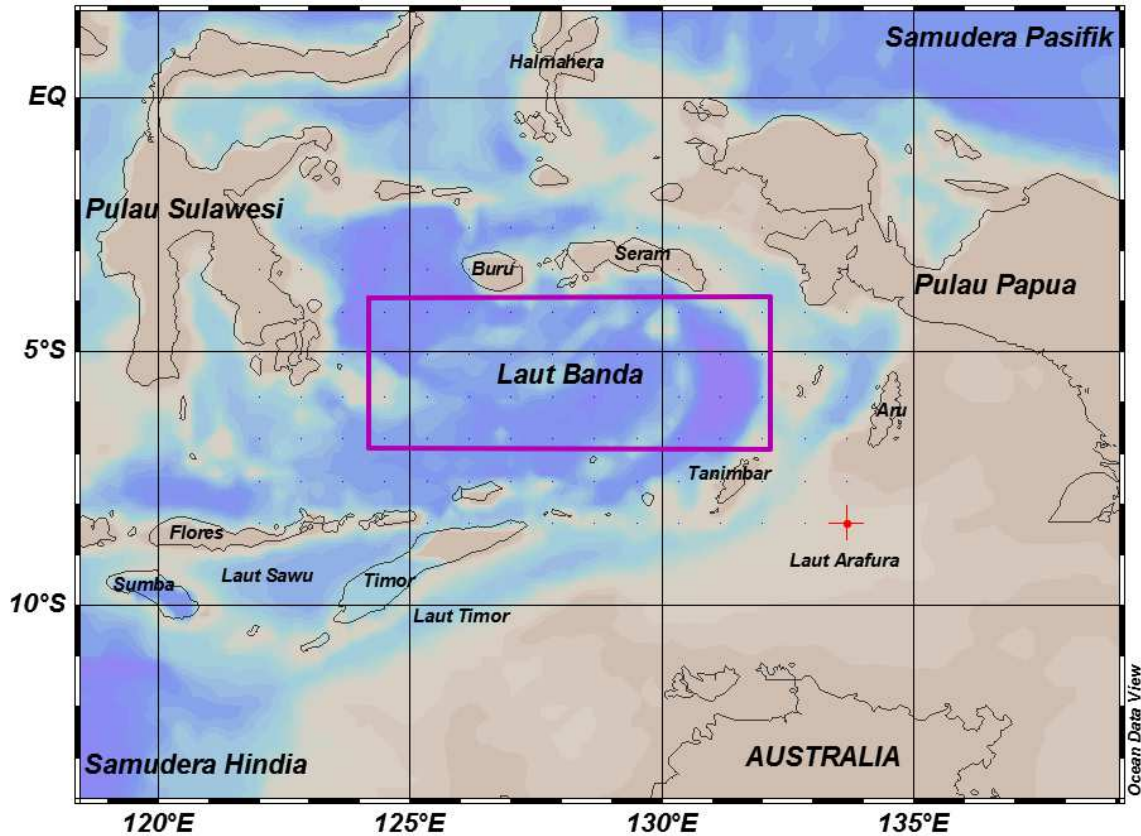 Samudera Pasifik
Halmahera
EQ
Pulau Sulawesi
Buru
Seram
Pulau Papua
5°S
Laut Banda
Aru
Tanimbar
Flores
Laut Arafura
Sumba
Laut Sawu
Timor
10°S
Laut Timor
Samudera Hindia
AUSTRALIA
Ocean Data View
120°E
125°E
130°E
135°E